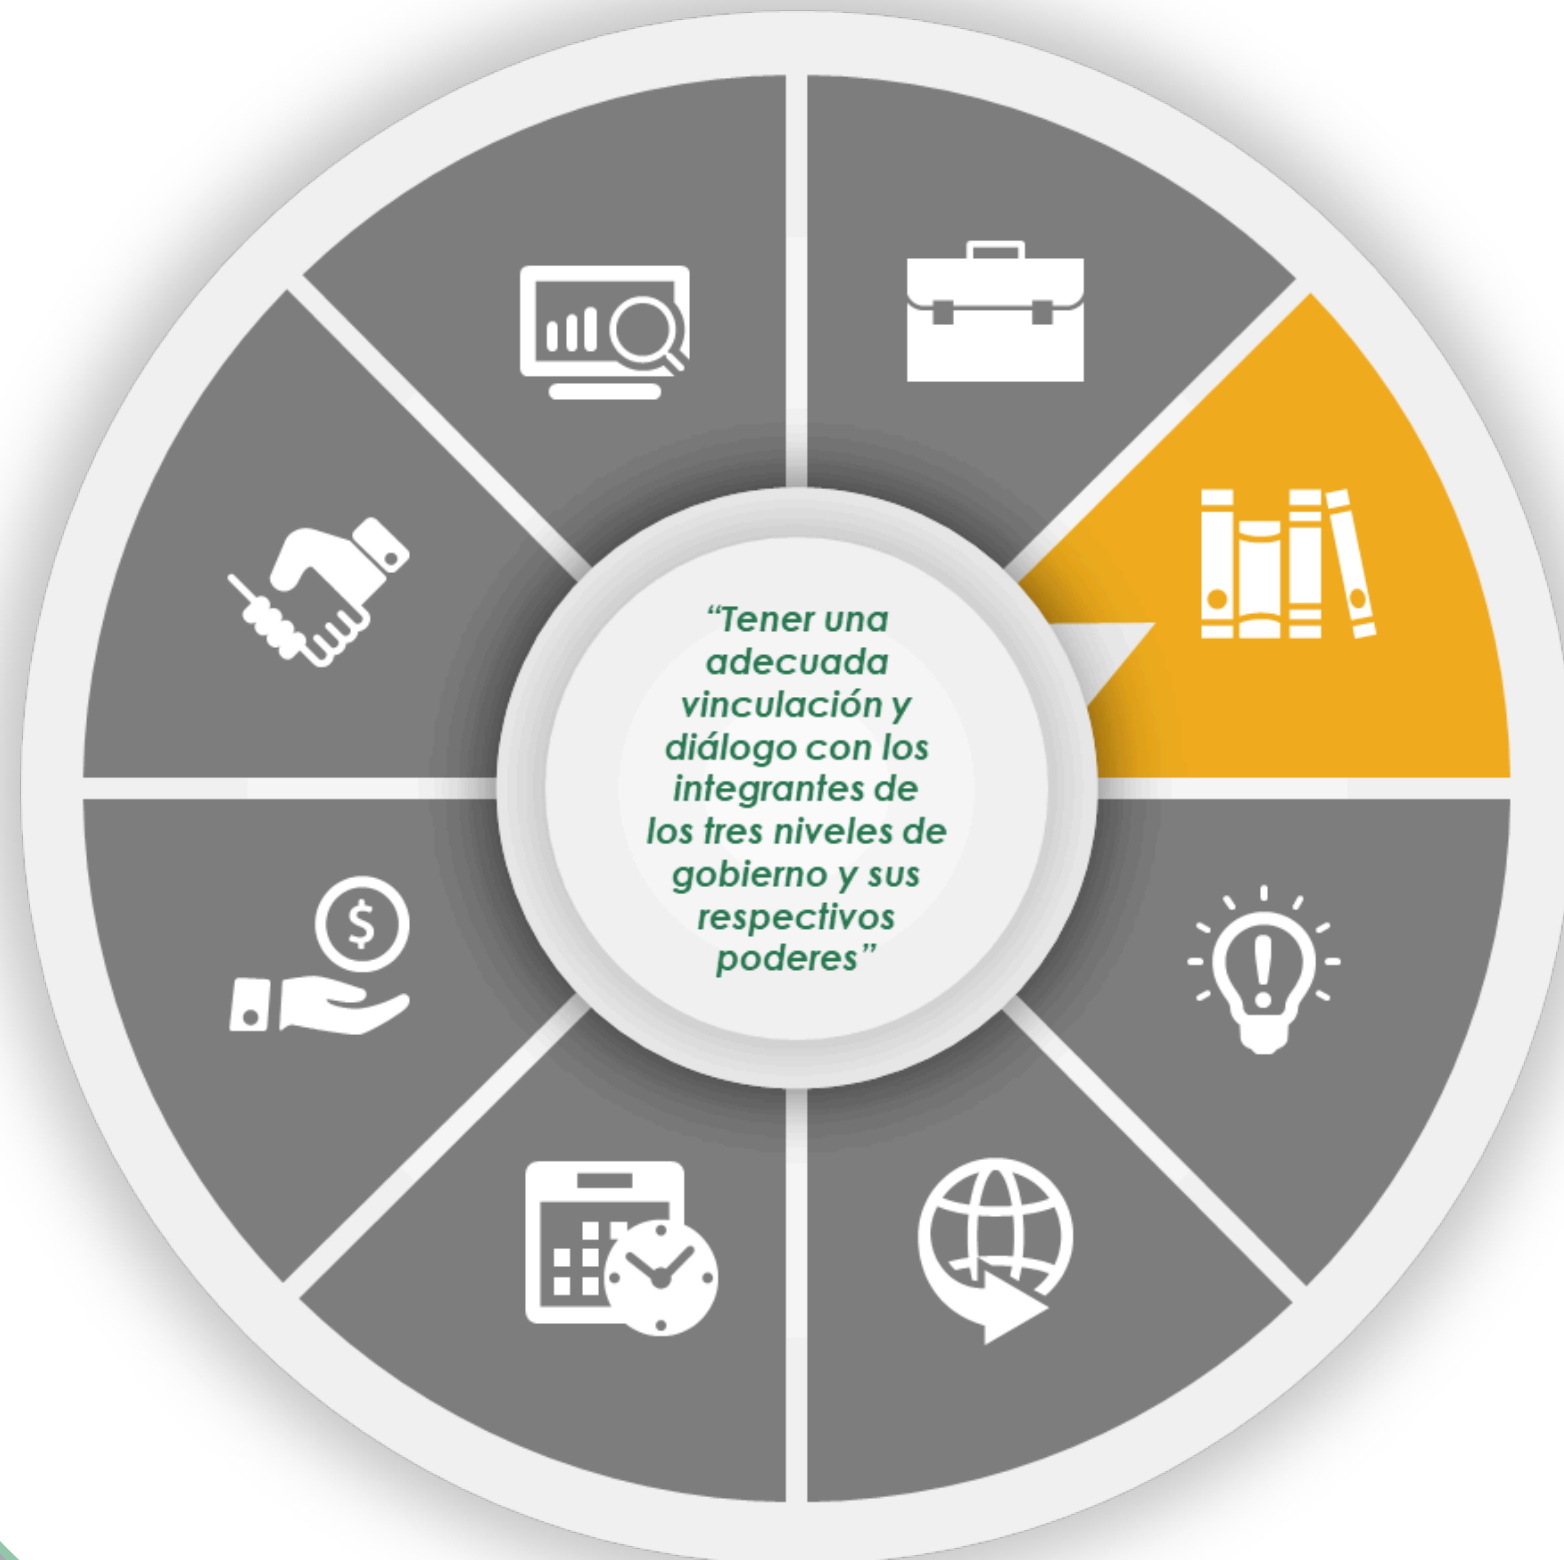 “Tener una
adecuada
vinculación y
diálogo con los
integrantes de
los tres niveles de
gobierno y sus
respectivos
poderes”
$